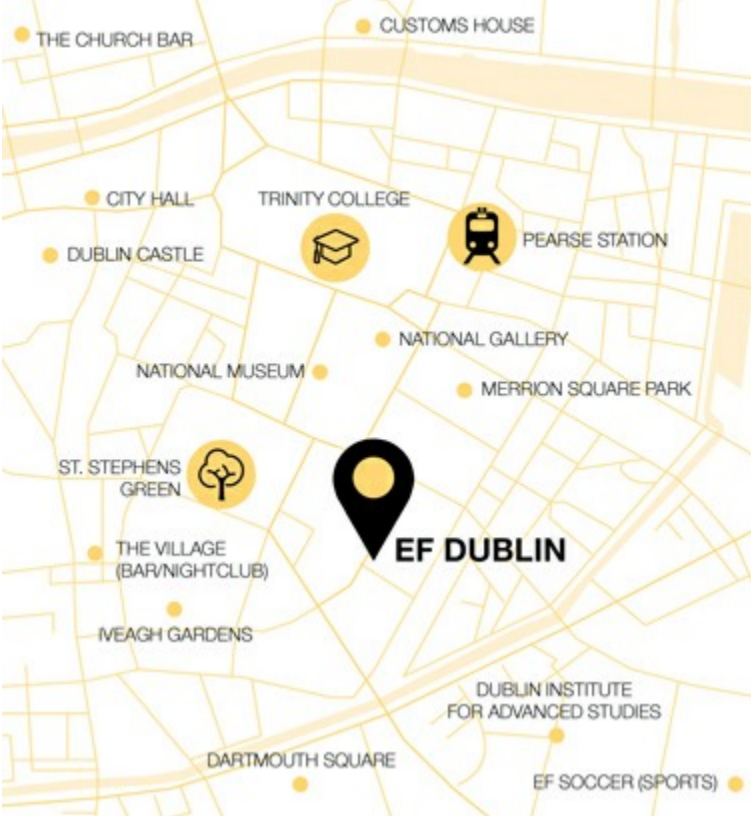 CUSTOMS HOUSE
THE CHURCH BAR
CITY HALL
TRINITY COLLEGE
PEARSE STATION
DUBLIN CASTLE
NATIONAL GALLERY
NATIONAL MUSEUM
MERRION SQUARE PARK
ST. STEPHENS
GREEN
EF DUBLIN
THE VILLAGE
(BAR/NIGHTCLUB)
IVEAGH GARDENS
DUBLIN INSTITUTE
FOR ADVANCED STUDIES
DARTMOUTH SQUARE
EF SOCCER (SPORTS)